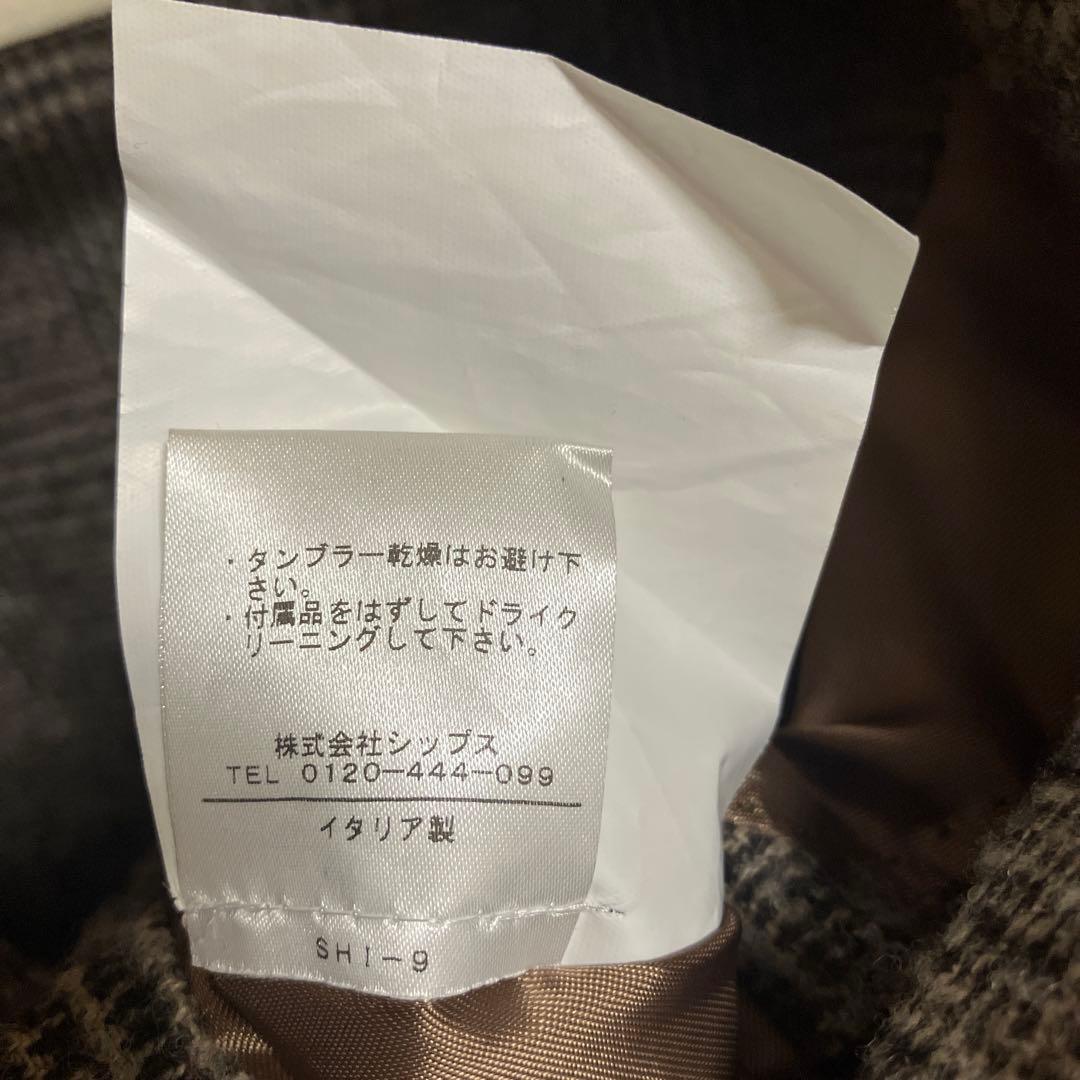 ・タンブラー乾燥はお避け下
さい。
・付属品をはずしてドライク
リーニングして下さい。
株式会社シップス
TEL 0120-444-099
イタリア製
SHI-9